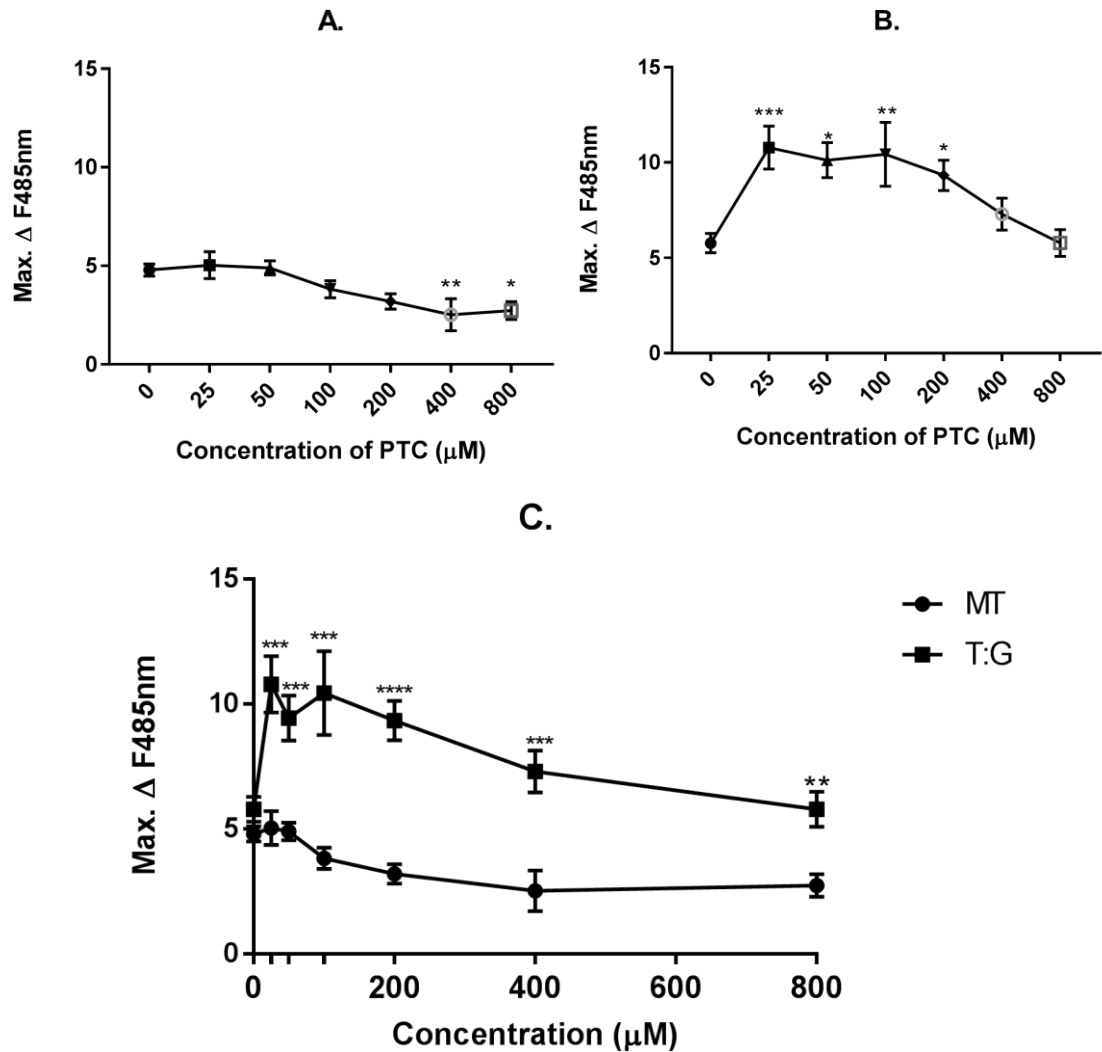 A.
15
10
5
0
Max. Δ F485nm
** *
0 25 50 100 200 400 800
Concentration of PTC (μM)
B.
15
10
5
0
Max. Δ F485nm
*** * ** *
0 25 50 100 200 400 800
Concentration of PTC (μM)
C.
15
10
5
0
Max. Δ F485nm
*** *** *** **** *** **
0 200 400 600 800
Concentration (μM)
MT
T:G